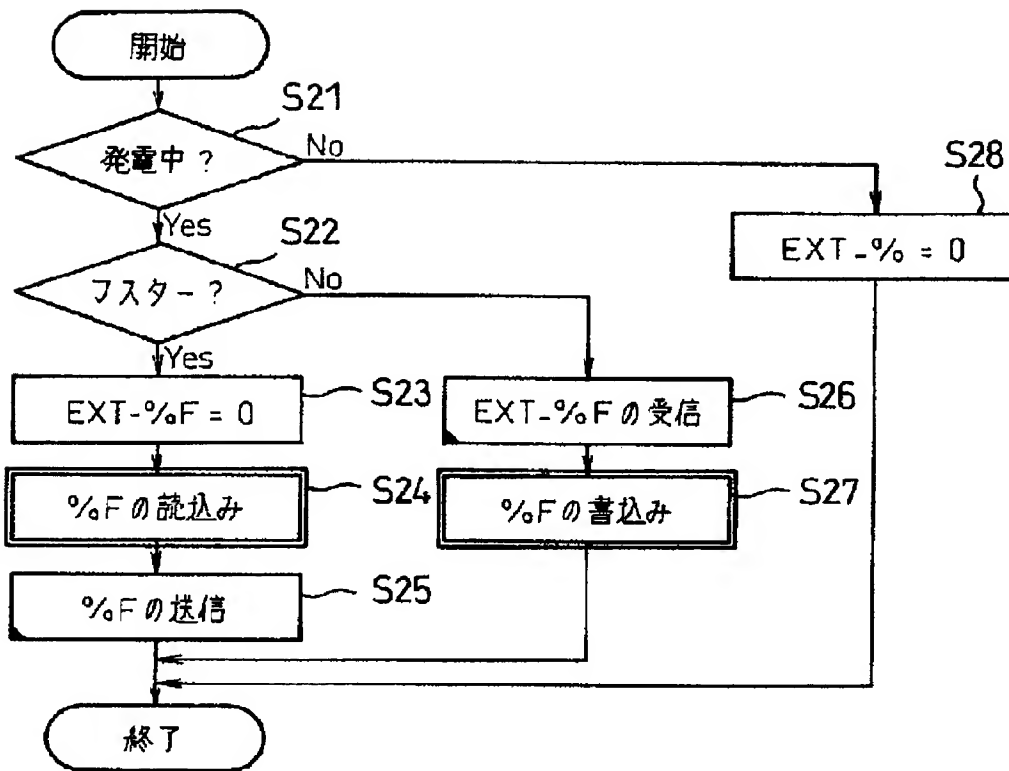 開始
S21
発電中?
No
Yes
S28
EXT-% = 0
S22
フスター?
No
Yes
EXT-%F = 0
S23
EXT-%Fの受信
S26
%Fの読込み
S24
%Fの書込み
S27
%Fの送信
S25
終了